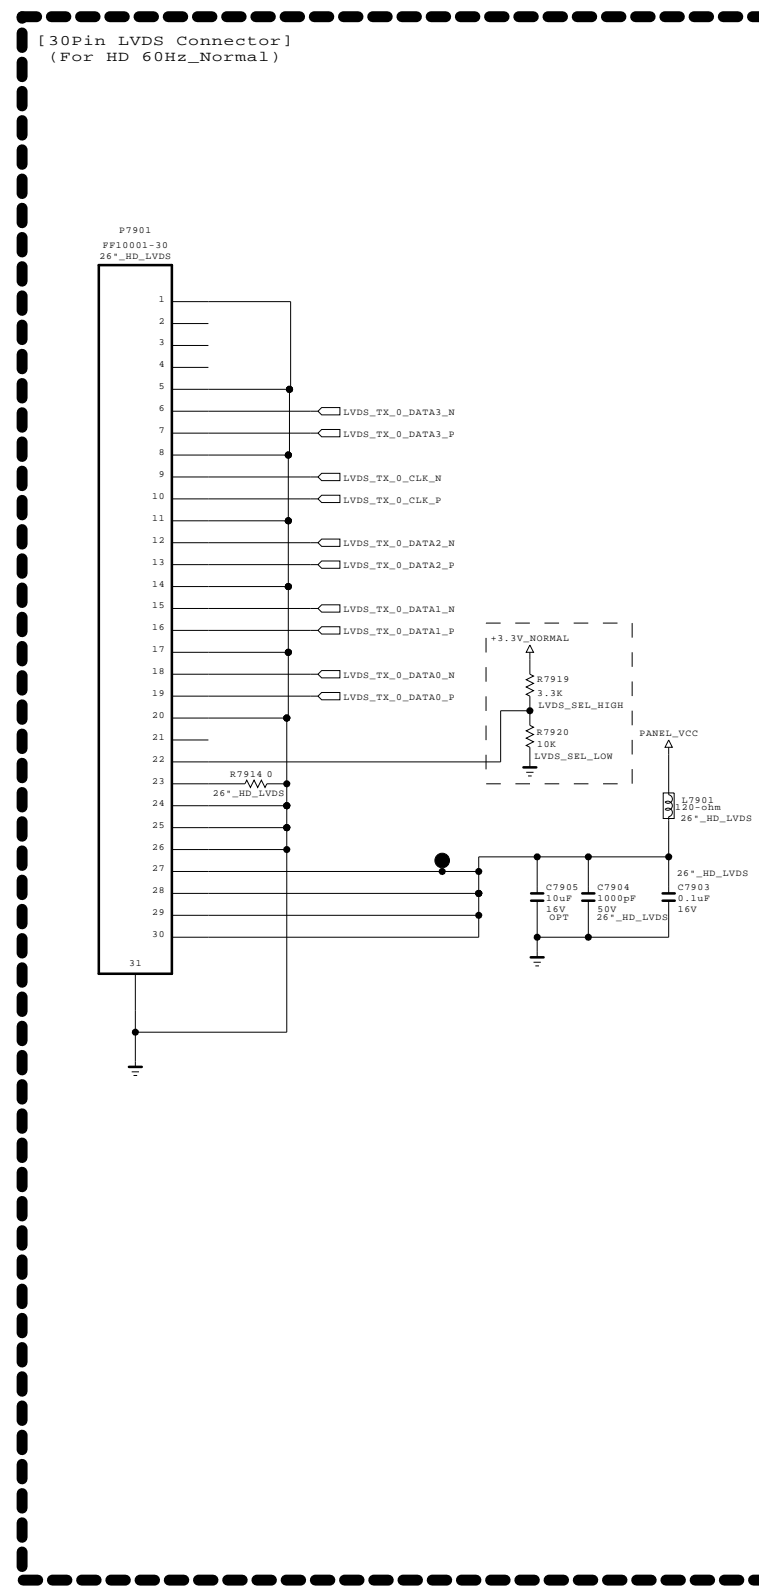 [30Pin LVDS Connector]
(For HD 60Hz_Normal)
P7901
FF10001-30
26"_HD_LVDS
1
2
3
4
5
6 LVDS_TX_0_DATA3_N
7 LVDS_TX_0_DATA3_P
8
9 LVDS_TX_0_CLK_N
10 LVDS_TX_0_CLK_P
11
12 LVDS_TX_0_DATA2_N
13 LVDS_TX_0_DATA2_P
14
15 LVDS_TX_0_DATA1_N
16 LVDS_TX_0_DATA1_P
17
18 LVDS_TX_0_DATA0_N
19 LVDS_TX_0_DATA0_P
20
21
22
23
24
25
26
27
28
29
30
31
R7914 0
26"_HD_LVDS
+3.3V_NORMAL
R7919
3.3K
LVDS_SEL_HIGH
R7920
10K
LVDS_SEL_LOW
PANEL_VCC
L7901
120-ohm
26"_HD_LVDS
C7905
10uF
16V
OPT
C7904
1000pF
50V
26"_HD_LVDS
26"_HD_LVDS
C7903
0.1uF
16V